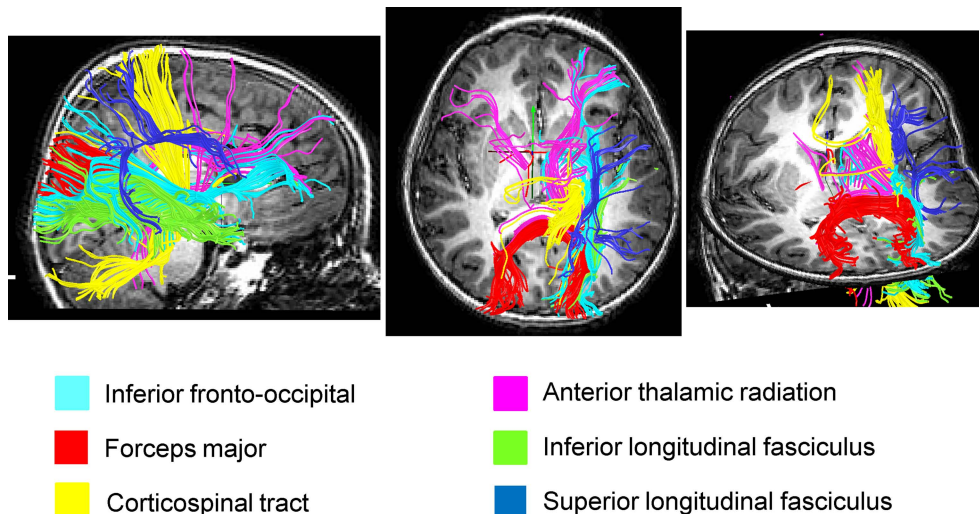 Inferior fronto-occipital
Anterior thalamic radiation
Forceps major
Inferior longitudinal fasciculus
Corticospinal tract
Superior longitudinal fasciculus